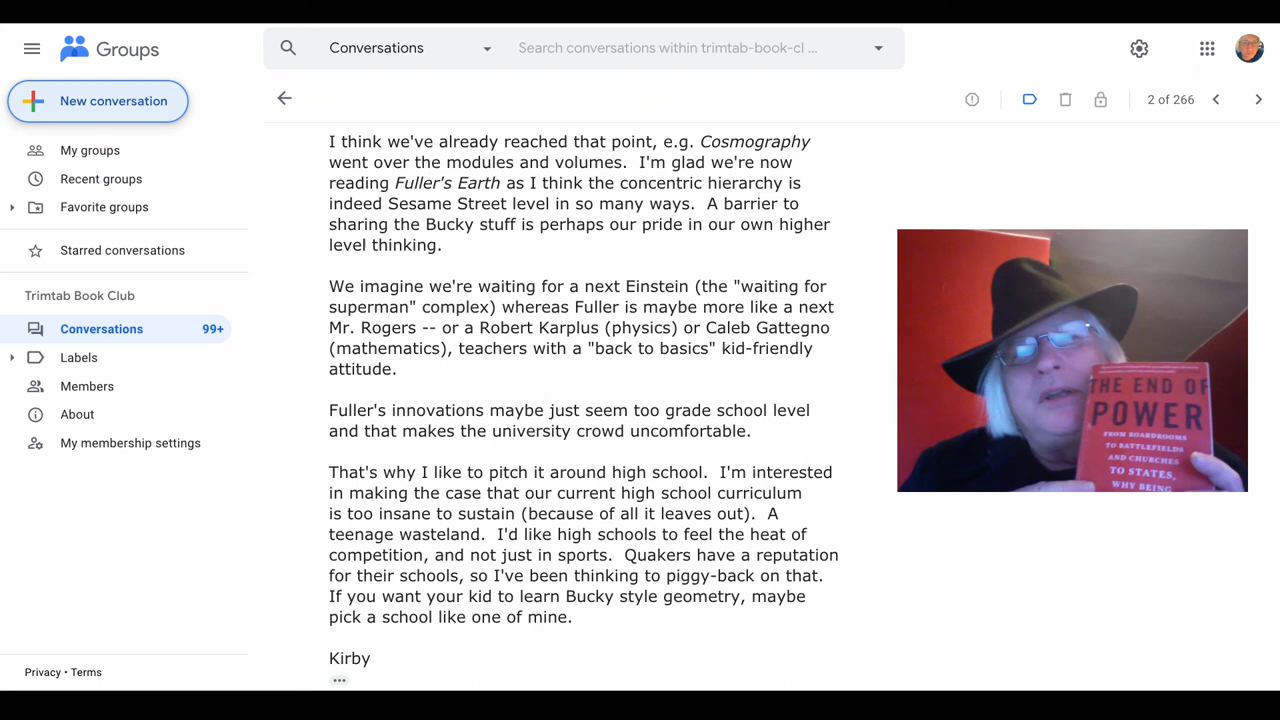 Groups
Conversations
Search conversations within trimtab-book-cl ...
New conversation
2 of 266
My groups
Recent groups
Favorite groups
Starred conversations
Trimtab Book Club
Conversations 99+
Labels
Members
About
My membership settings
Privacy • Terms
I think we've already reached that point, e.g. Cosmography
went over the modules and volumes.  I'm glad we're now
reading Fuller's Earth as I think the concentric hierarchy is
indeed Sesame Street level in so many ways.  A barrier to
sharing the Bucky stuff is perhaps our pride in our own higher
level thinking.
We imagine we're waiting for a next Einstein (the "waiting for
superman" complex) whereas Fuller is maybe more like a next
Mr. Rogers -- or a Robert Karplus (physics) or Caleb Gattegno
(mathematics), teachers with a "back to basics" kid-friendly
attitude.
Fuller's innovations maybe just seem too grade school level
and that makes the university crowd uncomfortable.
That's why I like to pitch it around high school.  I'm interested
in making the case that our current high school curriculum
is too insane to sustain (because of all it leaves out).  A
teenage wasteland.  I'd like high schools to feel the heat of
competition, and not just in sports.  Quakers have a reputation
for their schools, so I've been thinking to piggy-back on that.
If you want your kid to learn Bucky style geometry, maybe
pick a school like one of mine.
Kirby
THE END OF
POWER
FROM BOARDROOMS
TO BATTLEFIELDS
AND CHURCHES
TO STATES,
WHY BEING